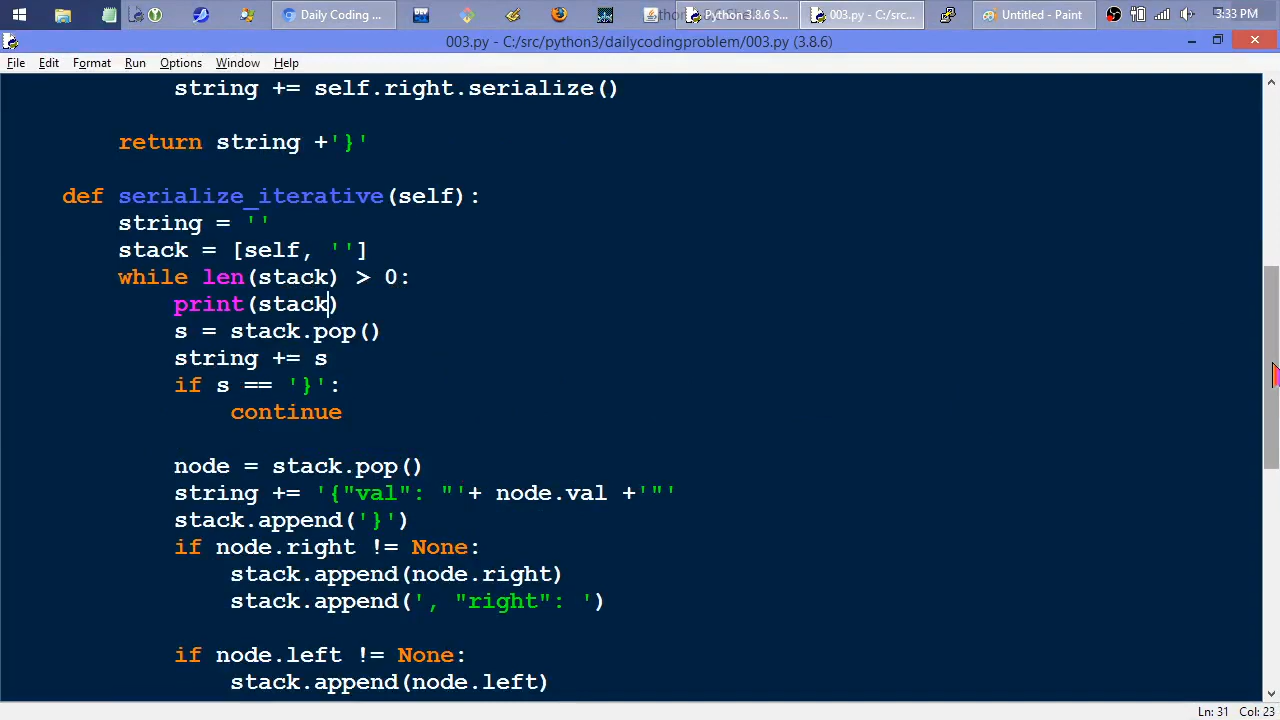 Daily Coding Problem ...
Python 3.8.6 S...
003.py - C:/src...
Untitled - Paint
3:33 PM
003.py - C:/src/python3/dailycodingproblem/003.py (3.8.6)
File Edit Format Run Options Window Help
string += self.right.serialize()
return string +'}'
def serialize_iterative(self):
string = ''
stack = [self, '']
while len(stack) > 0:
print(stack)
s = stack.pop()
string += s
if s == '}':
continue
node = stack.pop()
string += '{"val": "'+ node.val +'"'
stack.append('}')
if node.right != None:
stack.append(node.right)
stack.append(', "right": ')
if node.left != None:
stack.append(node.left)
Ln: 31 Col: 23